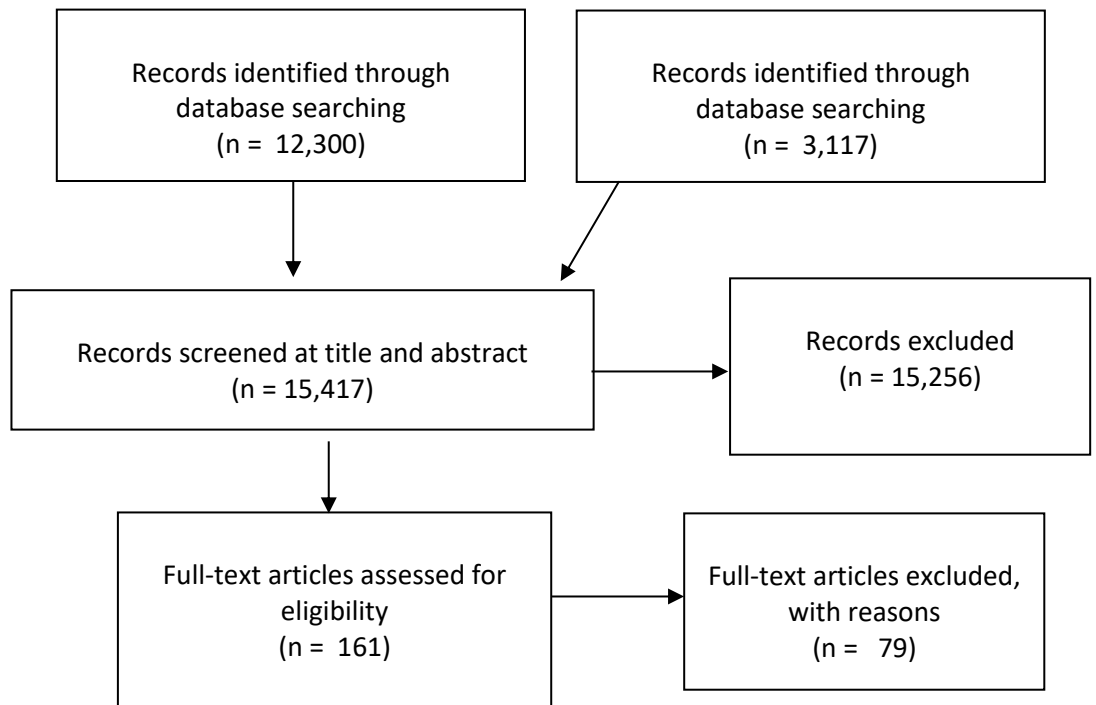 Records identified through
database searching
(n =  12,300)
Records identified through
database searching
(n =  3,117)
Records screened at title and abstract
(n = 15,417)
Records excluded
(n = 15,256)
Full-text articles assessed for
eligibility
(n =  161)
Full-text articles excluded,
with reasons
(n =   79)